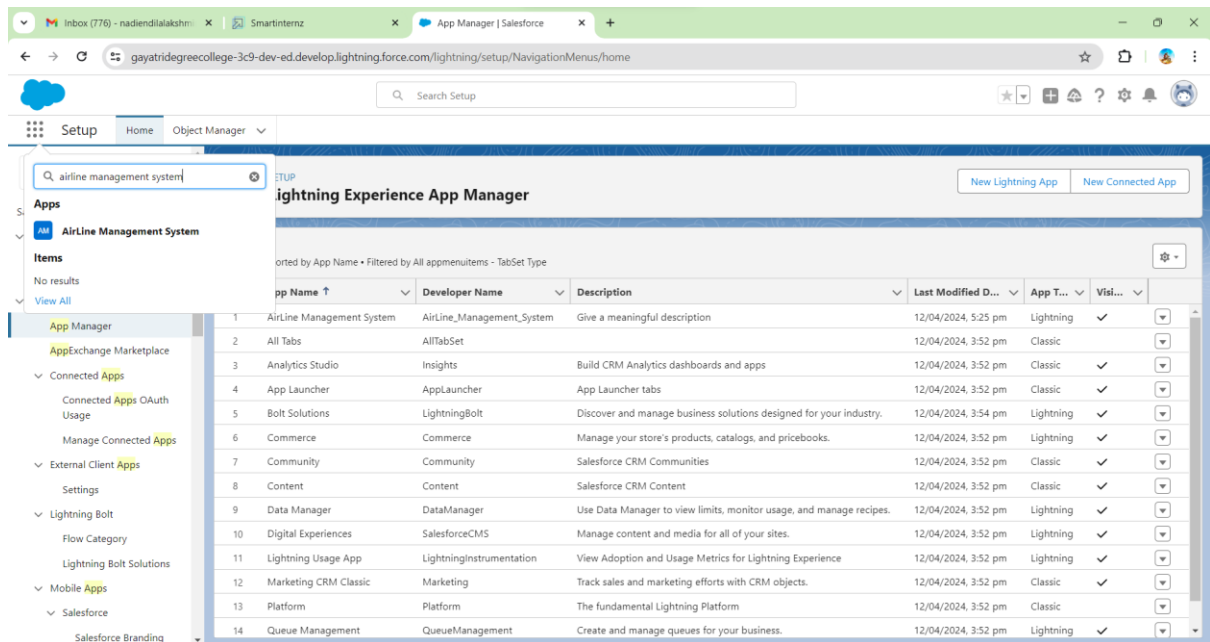 Inbox (776) - nadiendilalakshmi
Smartinternz
App Manager | Salesforce
gayatridegreecollege-3c9-dev-ed.develop.lightning.force.com/lightning/setup/NavigationMenus/home
Search Setup
Setup
Home
Object Manager
airline management system
Apps
AM AirLine Management System
Items
No results
View All
ETUP
ightning Experience App Manager
New Lightning App
New Connected App
orted by App Name • Filtered by All appmenuitems - TabSet Type
pp Name ↑ Developer Name Description Last Modified D... App T... Visi...
1 AirLine Management System AirLine_Management_System Give a meaningful description 12/04/2024, 5:25 pm Lightning ✓
2 All Tabs AllTabSet 12/04/2024, 3:52 pm Classic
3 Analytics Studio Insights Build CRM Analytics dashboards and apps 12/04/2024, 3:52 pm Classic ✓
4 App Launcher AppLauncher App Launcher tabs 12/04/2024, 3:52 pm Classic ✓
5 Bolt Solutions LightningBolt Discover and manage business solutions designed for your industry. 12/04/2024, 3:54 pm Lightning ✓
6 Commerce Commerce Manage your store's products, catalogs, and pricebooks. 12/04/2024, 3:52 pm Lightning ✓
7 Community Community Salesforce CRM Communities 12/04/2024, 3:52 pm Classic ✓
8 Content Content Salesforce CRM Content 12/04/2024, 3:52 pm Classic ✓
9 Data Manager DataManager Use Data Manager to view limits, monitor usage, and manage recipes. 12/04/2024, 3:52 pm Lightning ✓
10 Digital Experiences SalesforceCMS Manage content and media for all of your sites. 12/04/2024, 3:52 pm Lightning ✓
11 Lightning Usage App LightningInstrumentation View Adoption and Usage Metrics for Lightning Experience 12/04/2024, 3:52 pm Lightning ✓
12 Marketing CRM Classic Marketing Track sales and marketing efforts with CRM objects. 12/04/2024, 3:52 pm Classic ✓
13 Platform Platform The fundamental Lightning Platform 12/04/2024, 3:52 pm Classic
14 Queue Management QueueManagement Create and manage queues for your business. 12/04/2024, 3:52 pm Lightning ✓
App Manager
AppExchange Marketplace
Connected Apps
Connected Apps OAuth
Usage
Manage Connected Apps
External Client Apps
Settings
Lightning Bolt
Flow Category
Lightning Bolt Solutions
Mobile Apps
Salesforce
Salesforce Branding